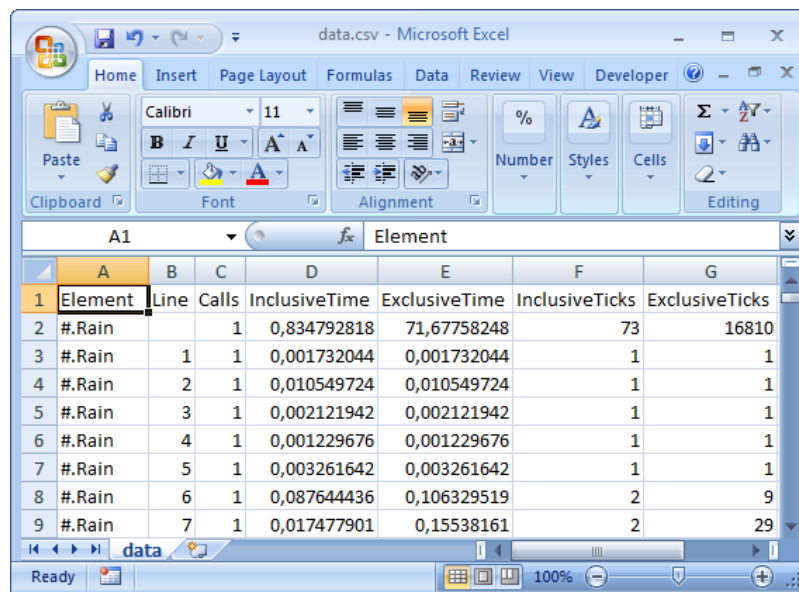 data.csv - Microsoft Excel
Home Insert Page Layout Formulas Data Review View Developer
Calibri 11
Paste
B I U A A
A
% Number
A Styles
Cells
Σ
Clipboard Font Alignment Editing
A1 fx Element
A B C D E F G
1 Element Line Calls InclusiveTime ExclusiveTime InclusiveTicks ExclusiveTicks
2 #.Rain 1 0,834792818 71,67758248 73 16810
3 #.Rain 1 1 0,001732044 0,001732044 1 1
4 #.Rain 2 1 0,010549724 0,010549724 1 1
5 #.Rain 3 1 0,002121942 0,002121942 1 1
6 #.Rain 4 1 0,001229676 0,001229676 1 1
7 #.Rain 5 1 0,003261642 0,003261642 1 1
8 #.Rain 6 1 0,087644436 0,106329519 2 9
9 #.Rain 7 1 0,017477901 0,15538161 2 29
data
Ready 100%